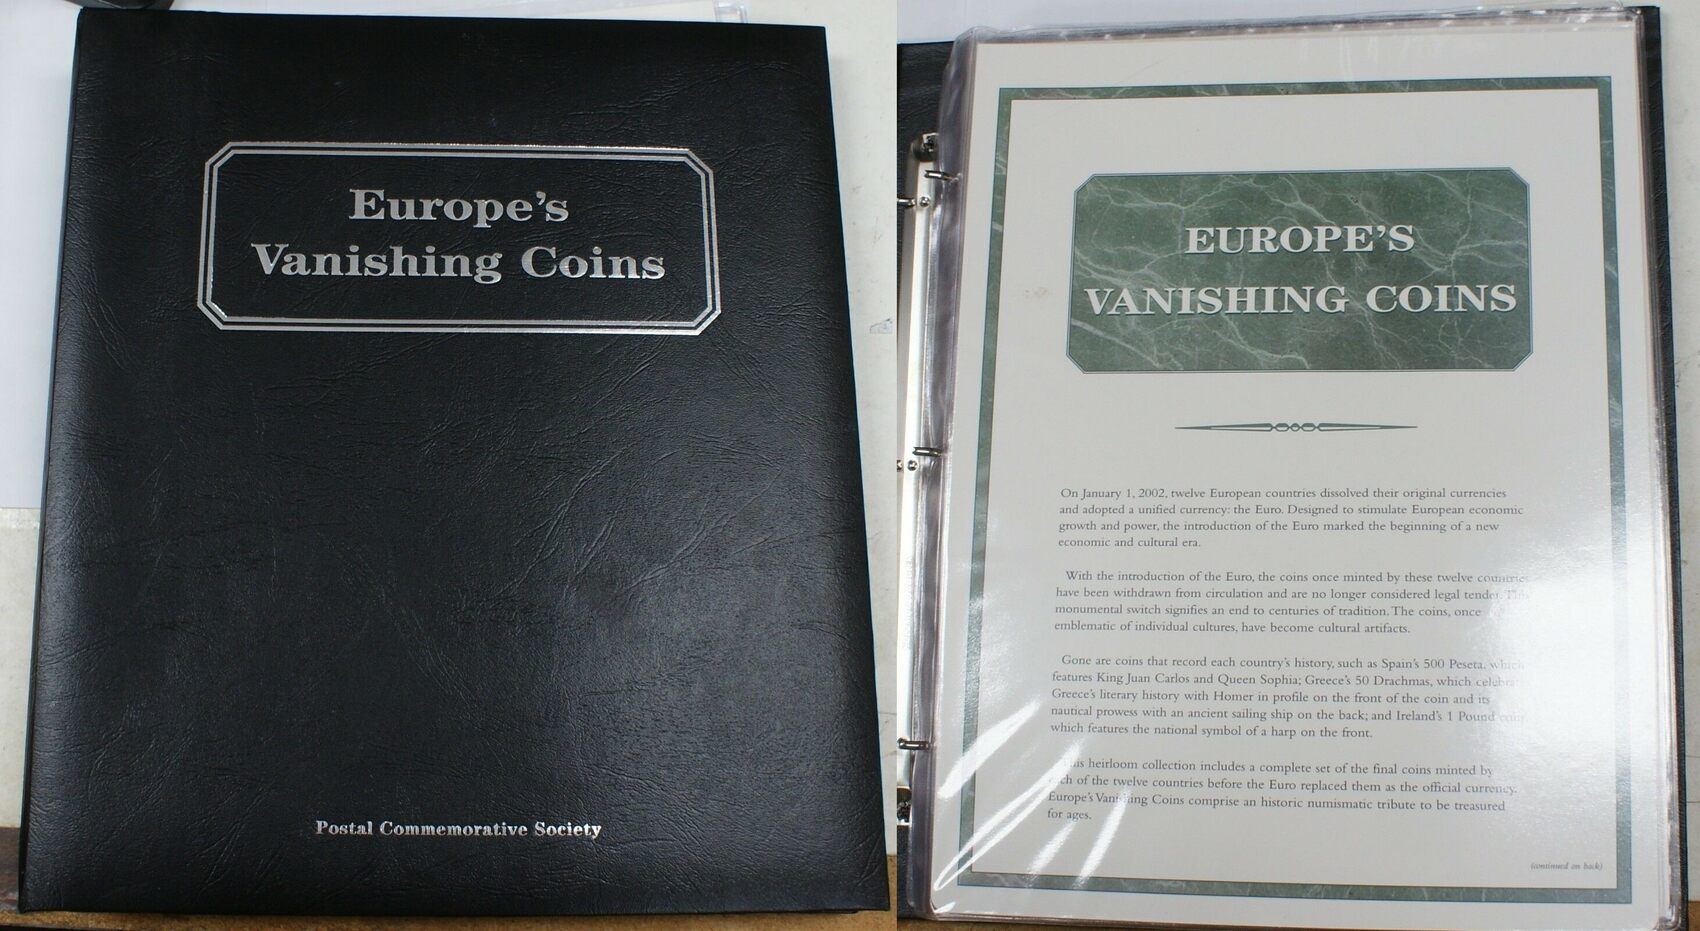 Europe's
Vanishing Coins
Postal Commemorative Society
EUROPE'S
VANISHING COINS
On January 1, 2002, twelve European countries dissolved their original currencies
and adopted a unified currency: the Euro. Designed to stimulate European economic
growth and power, the introduction of the Euro marked the beginning of a new
economic and cultural era.
With the introduction of the Euro, the coins once minted by these twelve countries
have been withdrawn from circulation and are no longer considered legal tender. This
monumental switch signifies an end to centuries of tradition. The coins, once
emblematic of individual cultures, have become cultural artifacts.
Gone are coins that record each country's history, such as Spain's 500 Peseta, which
features King Juan Carlos and Queen Sophia; Greece's 50 Drachmas, which
Greece's literary history with Homer in profile on the front of the coin and its
nautical prowess with an ancient sailing ship on the back; and Ireland's 1 Pound
which features the national symbol of a harp on the front.
This heirloom collection includes a complete set of the final coins minted by
each of the twelve countries before the Euro replaced them as the official currency.
Europe's Vanishing Coins comprise an historic numismatic tribute to be treasured
for ages.
(continued on back)